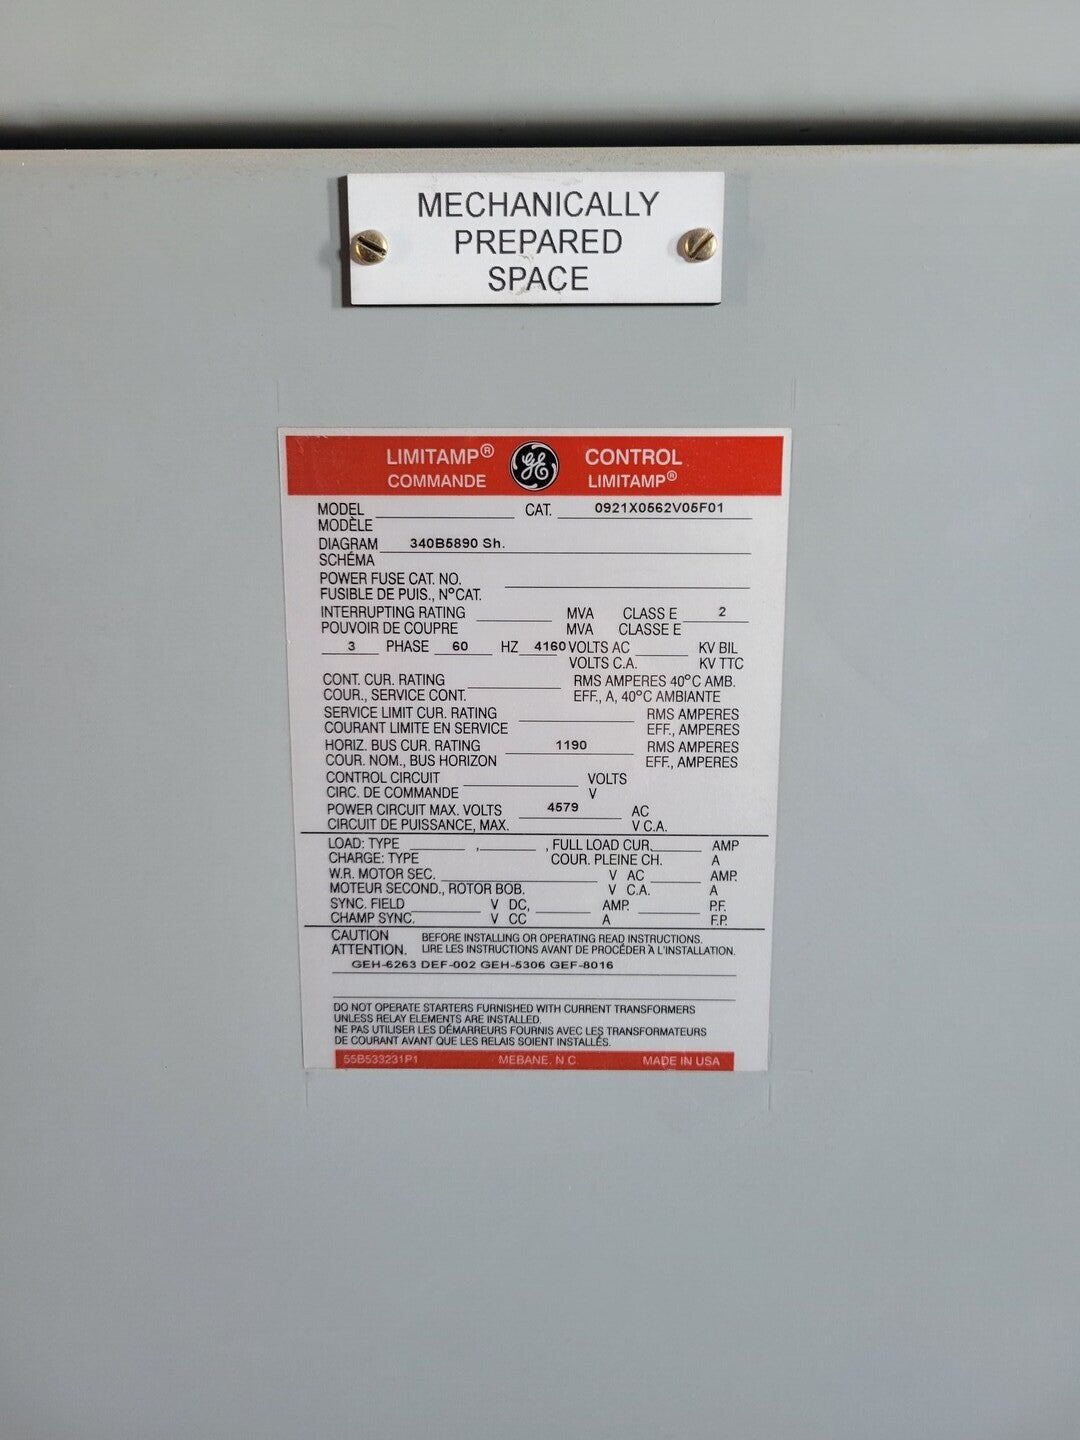 MECHANICALLY
PREPARED
SPACE
LIMITAMP® GE CONTROL
COMMANDE LIMITAMP®
MODEL CAT. 0921X0562V05F01
MODÈLE
DIAGRAM 340B5890 Sh.
SCHÉMA
POWER FUSE CAT. NO.
FUSIBLE DE PUIS., N°CAT.
INTERRUPTING RATING MVA CLASS E 2
POUVOIR DE COUPRE MVA CLASSE E
3 PHASE 60 HZ 4160 VOLTS AC KV BIL
VOLTS C.A. KV TTC
CONT. CUR. RATING RMS AMPERES 40°C AMB.
COUR., SERVICE CONT. EFF., A, 40°C AMBIANTE
SERVICE LIMIT CUR. RATING RMS AMPERES
COURANT LIMITE EN SERVICE EFF., AMPERES
HORIZ. BUS CUR. RATING 1190 RMS AMPERES
COUR. NOM., BUS HORIZON EFF., AMPERES
CONTROL CIRCUIT VOLTS
CIRC. DE COMMANDE V
POWER CIRCUIT MAX. VOLTS 4579 AC
CIRCUIT DE PUISSANCE, MAX. V C.A.
LOAD: TYPE , , FULL LOAD CUR. AMP
CHARGE: TYPE COUR. PLEINE CH. A
W.R. MOTOR SEC. V AC AMP.
MOTEUR SECOND., ROTOR BOB. V C.A. A
SYNC. FIELD V DC, AMP. P.F.
CHAMP SYNC. V CC A F.P.
CAUTION BEFORE INSTALLING OR OPERATING READ INSTRUCTIONS.
ATTENTION. LIRE LES INSTRUCTIONS AVANT DE PROCÉDER À L'INSTALLATION.
GEH-6263 DEF-002 GEH-5306 GEF-8016
DO NOT OPERATE STARTERS FURNISHED WITH CURRENT TRANSFORMERS
UNLESS RELAY ELEMENTS ARE INSTALLED.
NE PAS UTILISER LES DÉMARREURS FOURNIS AVEC LES TRANSFORMATEURS
DE COURANT AVANT QUE LES RELAIS SOIENT INSTALLÉS.
55B533231P1 MEBANE, N.C. MADE IN USA